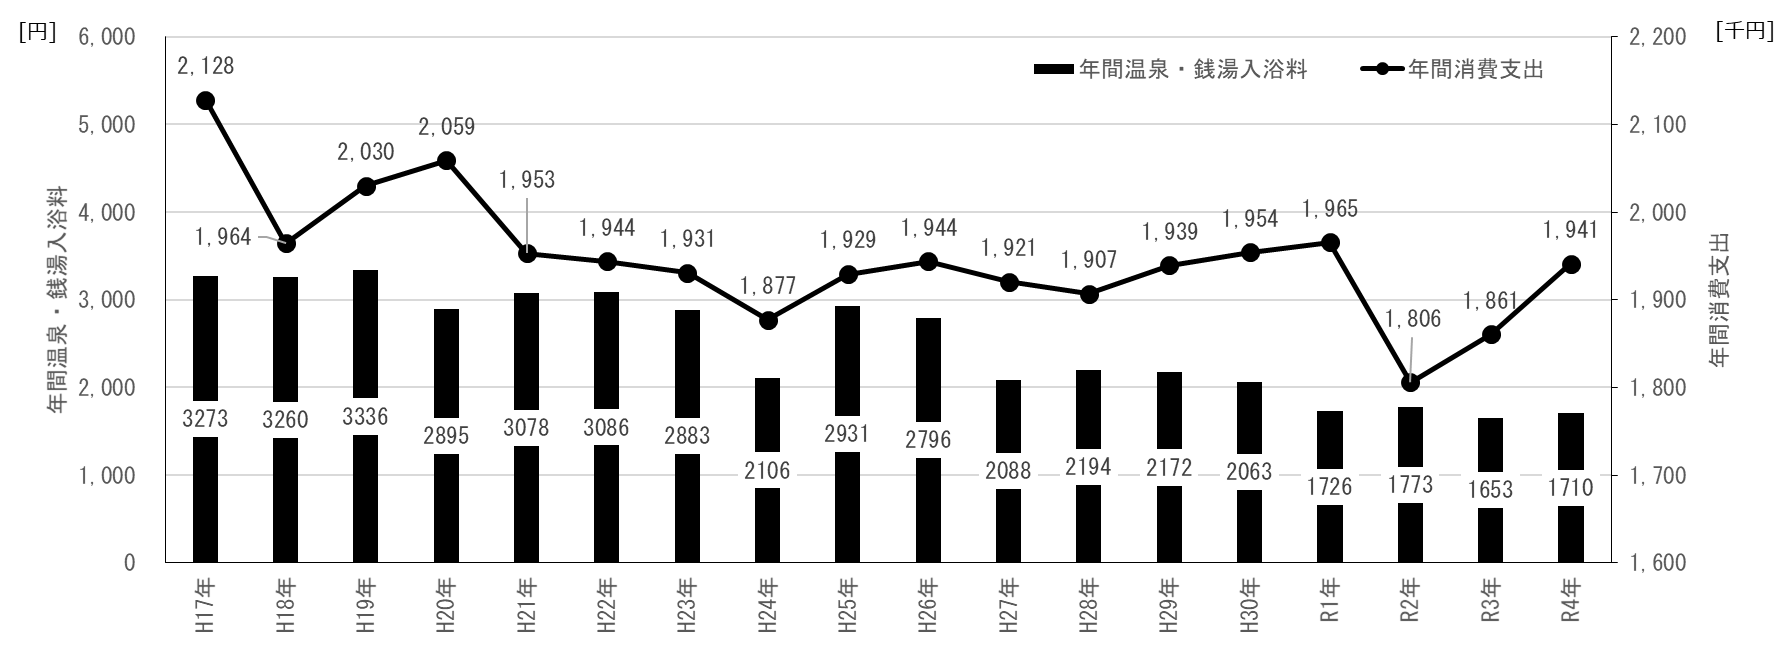 [円]
[千円]
6,000
5,000
4,000
3,000
2,000
1,000
0
年間温泉・銭湯入浴料
2,200
2,100
2,000
1,900
1,800
1,700
1,600
年間消費支出
年間温泉・銭湯入浴料
年間消費支出
2,128
1,964
2,030
2,059
1,953
1,944
1,931
1,877
1,929
1,944
1,921
1,907
1,939
1,954
1,965
1,806
1,861
1,941
3273
3260
3336
2895
3078
3086
2883
2106
2931
2796
2088
2194
2172
2063
1726
1773
1653
1710
H17年
H18年
H19年
H20年
H21年
H22年
H23年
H24年
H25年
H26年
H27年
H28年
H29年
H30年
R1年
R2年
R3年
R4年